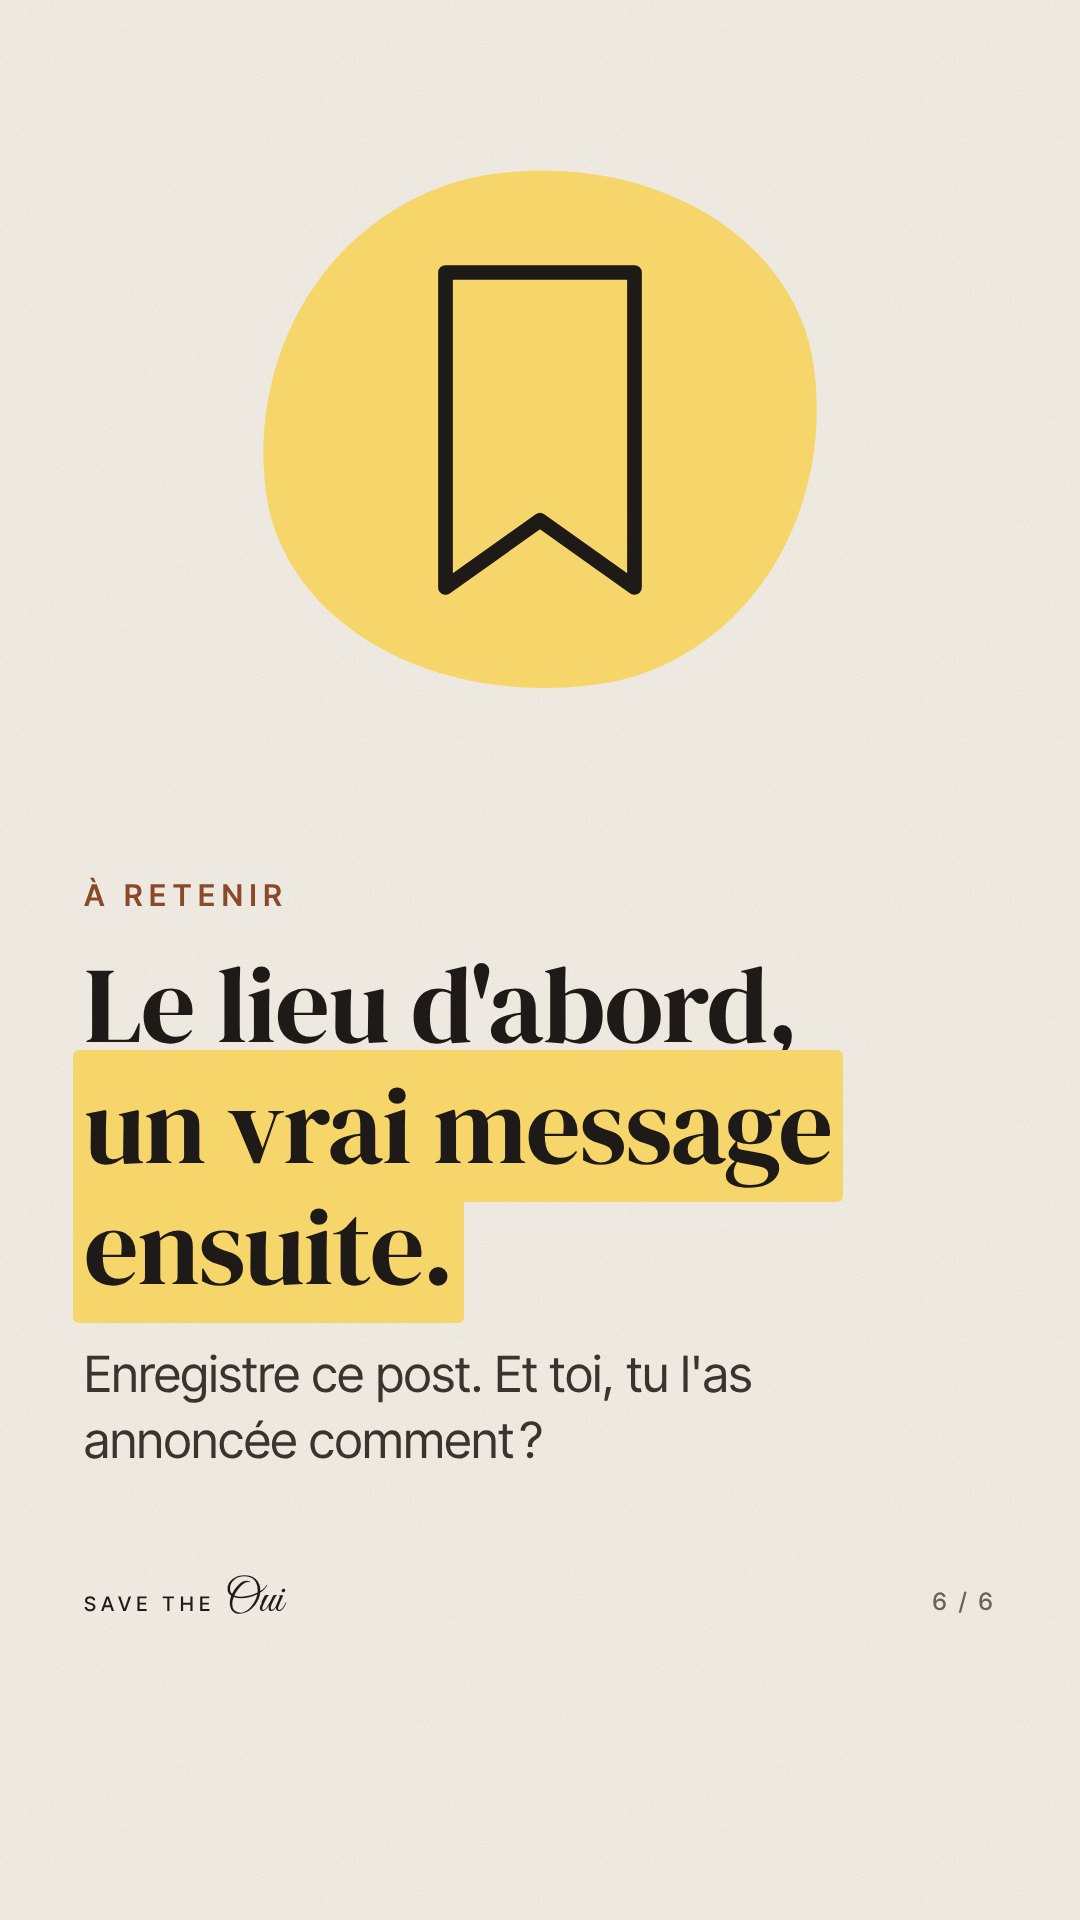 À RETENIR
Le lieu d'abord,
un vrai message
ensuite.
Enregistre ce post. Et toi, tu l'as
annoncée comment ?
SAVE THE Oui
6 / 6